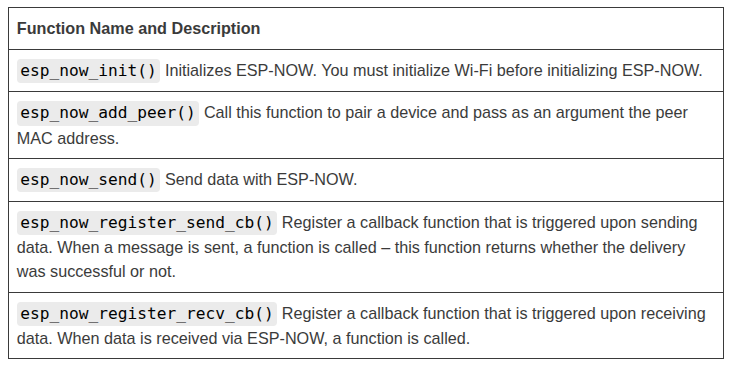 Function Name and Description
esp_now_init() Initializes ESP-NOW. You must initialize Wi-Fi before initializing ESP-NOW.
esp_now_add_peer() Call this function to pair a device and pass as an argument the peer
MAC address.
esp_now_send() Send data with ESP-NOW.
esp_now_register_send_cb() Register a callback function that is triggered upon sending
data. When a message is sent, a function is called – this function returns whether the delivery
was successful or not.
esp_now_register_recv_cb() Register a callback function that is triggered upon receiving
data. When data is received via ESP-NOW, a function is called.